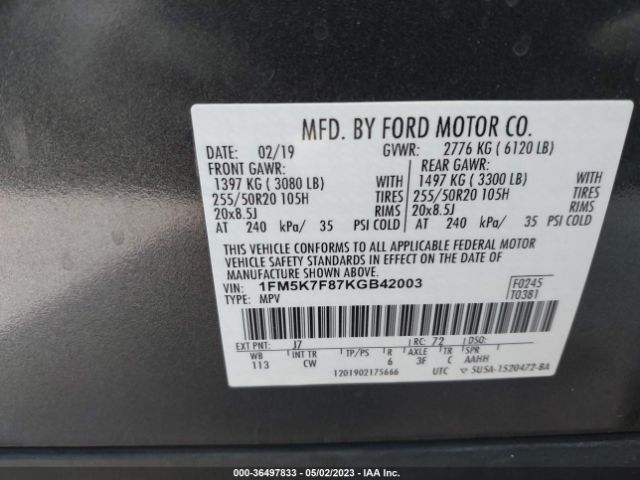 MFD. BY FORD MOTOR CO.
DATE: 02/19 GVWR: 2776 KG ( 6120 LB)
FRONT GAWR: REAR GAWR:
1397 KG ( 3080 LB) WITH 1497 KG ( 3300 LB) WITH
255/50R20 105H TIRES 255/50R20 105H TIRES
20x8.5J RIMS 20x8.5J RIMS
AT 240 kPa/ 35 PSI COLD AT 240 kPa/ 35 PSI COLD
THIS VEHICLE CONFORMS TO ALL APPLICABLE FEDERAL MOTOR
VEHICLE SAFETY STANDARDS IN EFFECT ON THE DATE OF
MANUFACTURE SHOWN ABOVE.
VIN: 1FM5K7F87KGB42003 F0245
TYPE: MPV T0381
EXT PNT: J7 RC: 72 DSO:
WB INT TR TP/PS R AXLE TR SPR
113 CW 6 3F C AAHH
1201902175666 UTC 5U5A-1520472-BA
000-36497833 - 05/02/2023 - IAA Inc.